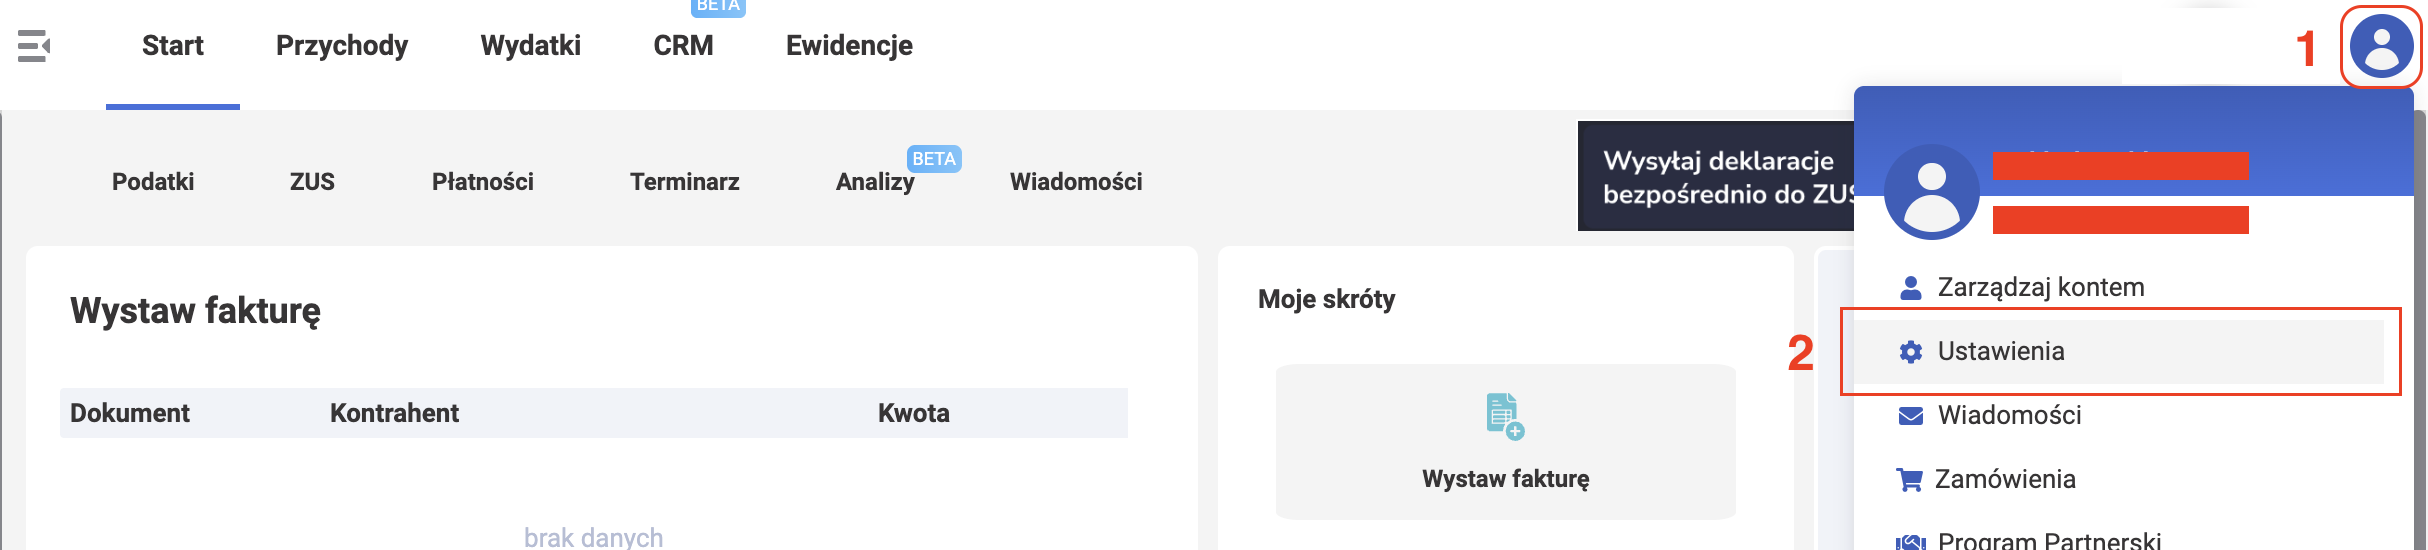 BETA
Start
Przychody
Wydatki
CRM
Ewidencje
1
Podatki
ZUS
Płatności
Terminarz
Analizy
BETA
Wiadomości
Wysyłaj deklaracje
bezpośrednio do ZUS
Wystaw fakturę
Dokument
Kontrahent
Kwota
brak danych
Moje skróty
Wystaw fakturę
Zarządzaj kontem
2
Ustawienia
Wiadomości
Zamówienia
Program Partnerski